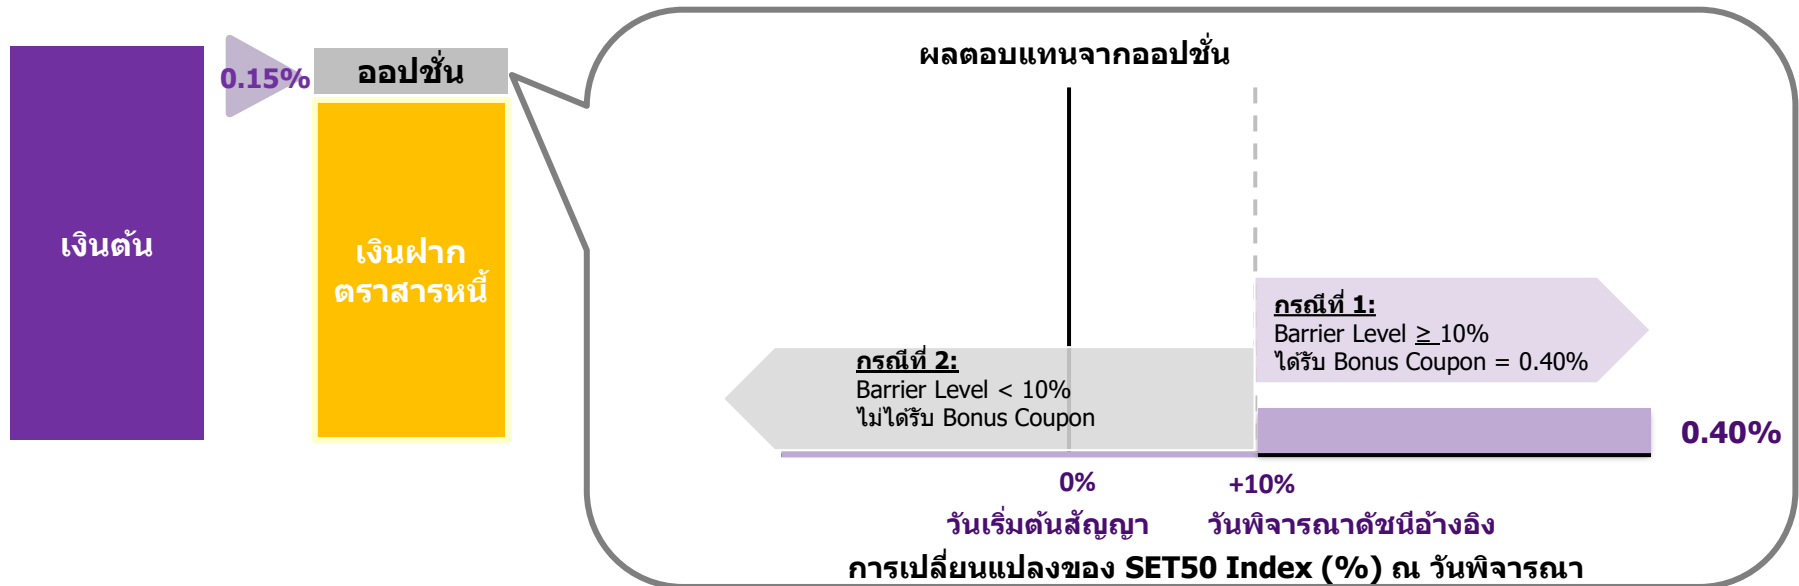 เงินต้น
0.15%
ออปชั่น
เงินฝาก
ตราสารหนี้
ผลตอบแทนจากออปชั่น
กรณีที่ 1:
Barrier Level ≥ 10%
ได้รับ Bonus Coupon = 0.40%
กรณีที่ 2:
Barrier Level < 10%
ไม่ได้รับ Bonus Coupon
0.40%
0%
+10%
วันเริ่มต้นสัญญา
วันพิจารณาดัชนีอ้างอิง
การเปลี่ยนแปลงของ SET50 Index (%) ณ วันพิจารณา